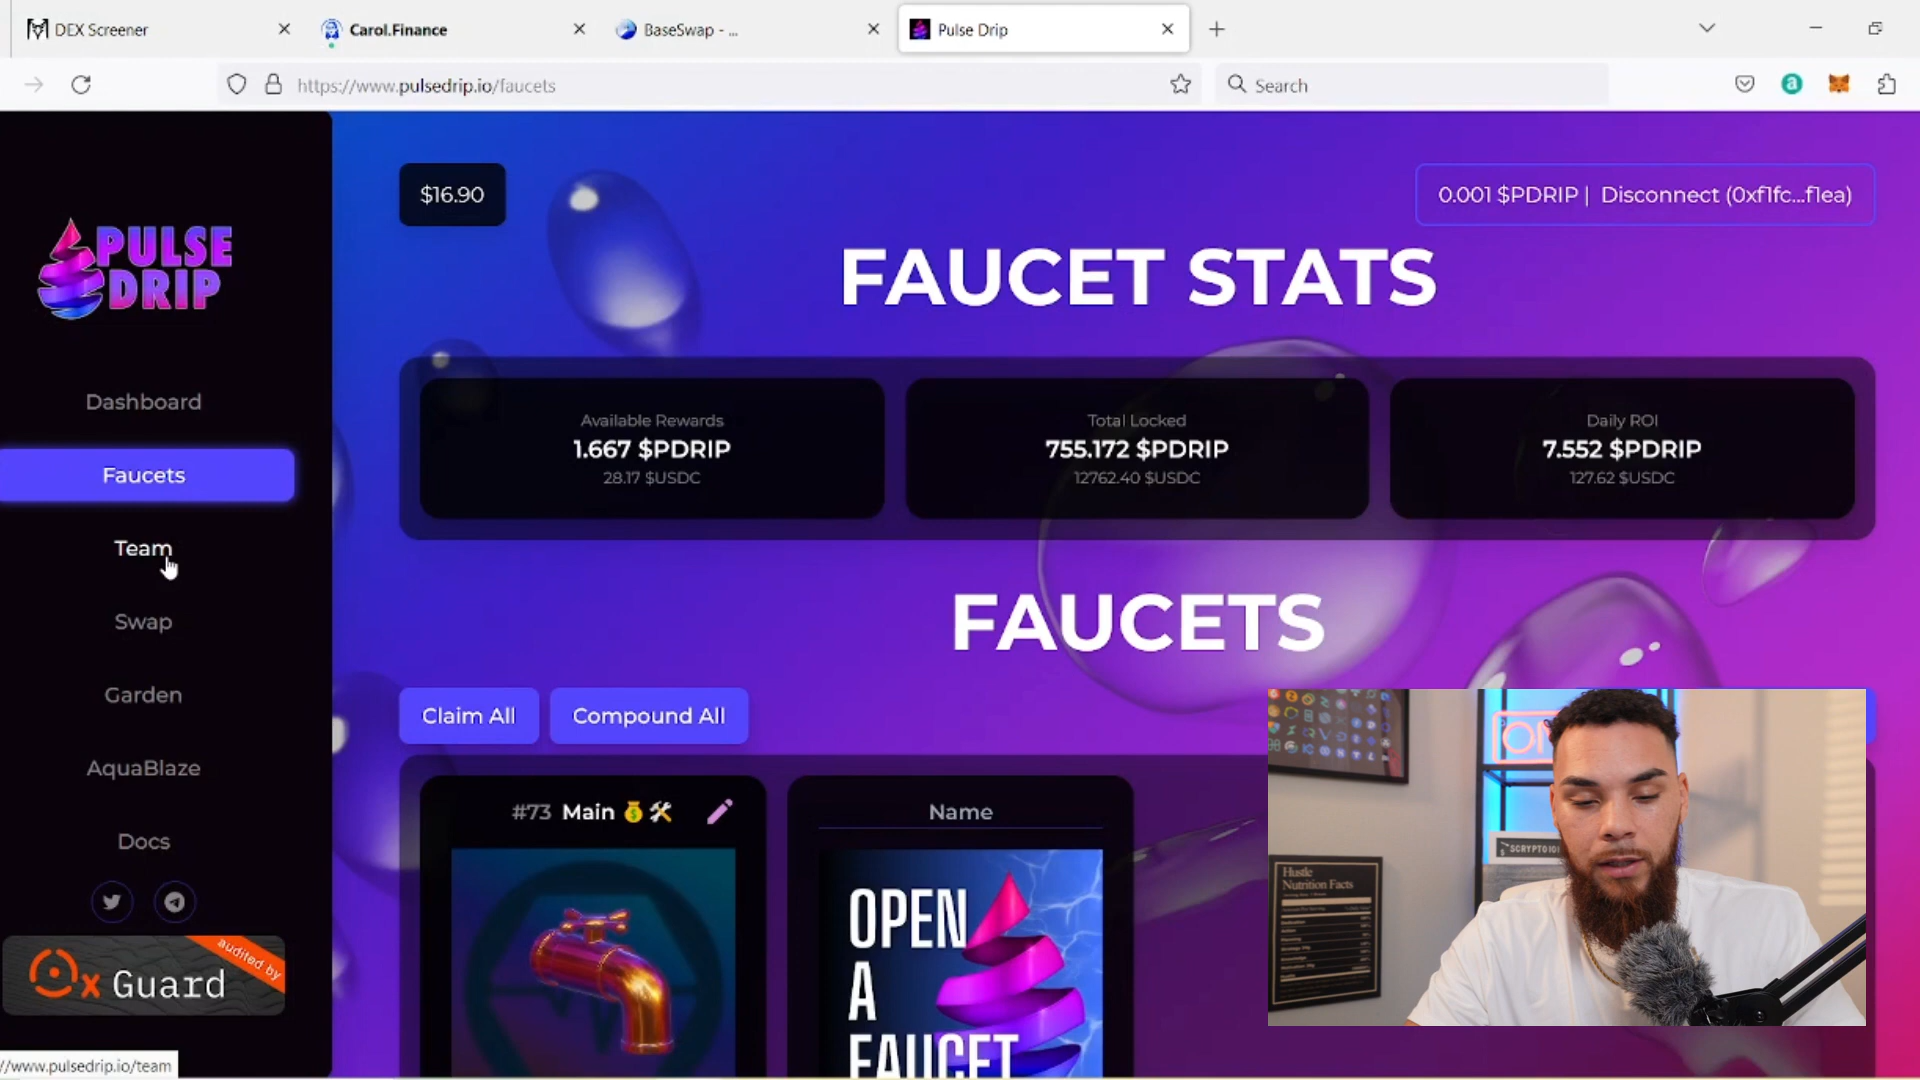 DEX Screener
Carol.Finance
BaseSwap - ...
Pulse Drip
https://www.pulsedrip.io/faucets
Search
$16.90
0.001 $PDRIP | Disconnect (0xf1fc...f1ea)
PULSE
DRIP
FAUCET STATS
Available Rewards
1.667 $PDRIP
28.17 $USDC
Total Locked
755.172 $PDRIP
12762.40 $USDC
Daily ROI
7.552 $PDRIP
127.62 $USDC
Dashboard
Faucets
Team
Swap
Garden
AquaBlaze
Docs
audited by
0x Guard
//www.pulsedrip.io/team
FAUCETS
Claim All
Compound All
#73 Main 💰🛠
Name
OPEN
A
FAUCET
Hustle
Nutrition Facts